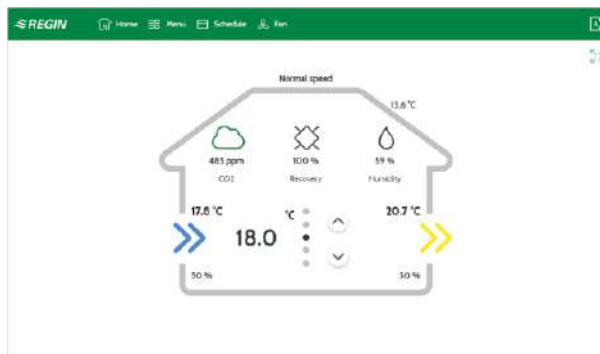 REGIN Home Menu Schedule Fan
Normal speed
13.6 °C
485 ppm 100 % 59 %
CO2 Recovery Humidity
17.8 °C °C 20.7 °C
18.0
50 % 50 %